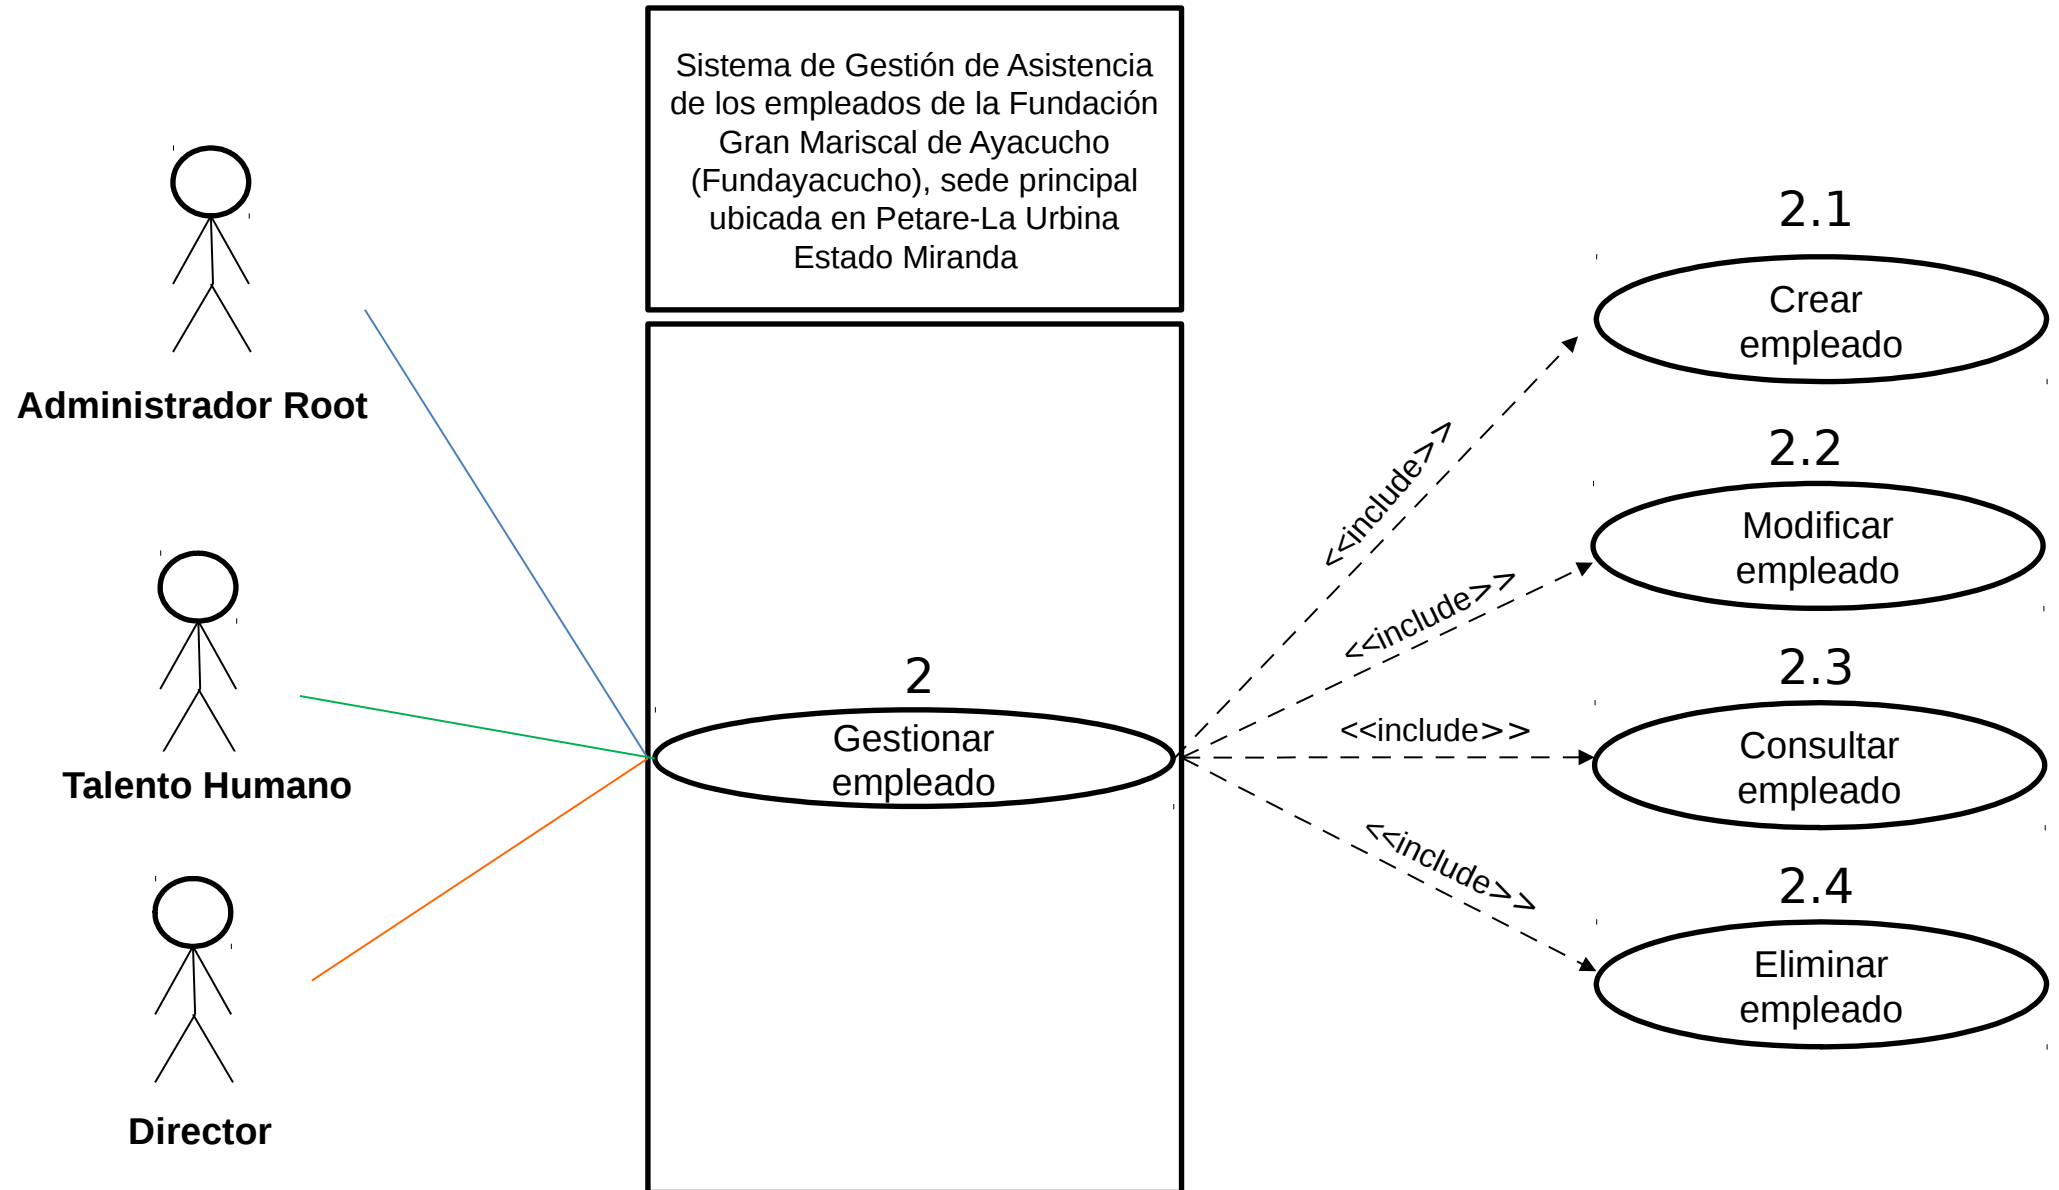 Sistema de Gestión de Asistencia
de los empleados de la Fundación
Gran Mariscal de Ayacucho
(Fundayacucho), sede principal
ubicada en Petare-La Urbina
Estado Miranda
Administrador Root
Talento Humano
Director
2
Gestionar
empleado
<<include>>
<<include>>
<<include>>
<<include>>
2.1
Crear
empleado
2.2
Modificar
empleado
2.3
Consultar
empleado
2.4
Eliminar
empleado